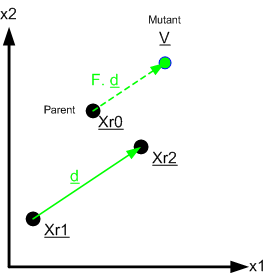 x2
Mutant
V
F. d
Parent
Xr0
Xr2
d
Xr1
x1